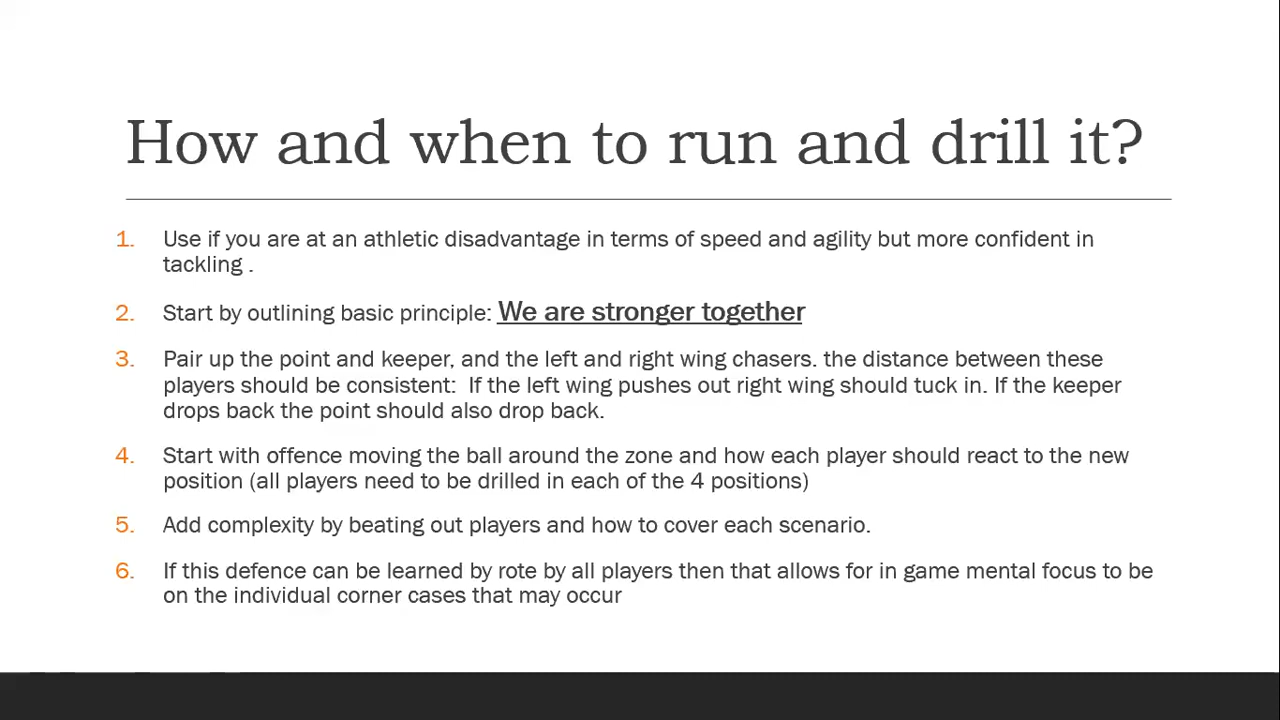 How and when to run and drill it?
1. Use if you are at an athletic disadvantage in terms of speed and agility but more confident in
tackling .
2. Start by outlining basic principle: We are stronger together
3. Pair up the point and keeper, and the left and right wing chasers. the distance between these
players should be consistent: If the left wing pushes out right wing should tuck in. If the keeper
drops back the point should also drop back.
4. Start with offence moving the ball around the zone and how each player should react to the new
position (all players need to be drilled in each of the 4 positions)
5. Add complexity by beating out players and how to cover each scenario.
6. If this defence can be learned by rote by all players then that allows for in game mental focus to be
on the individual corner cases that may occur